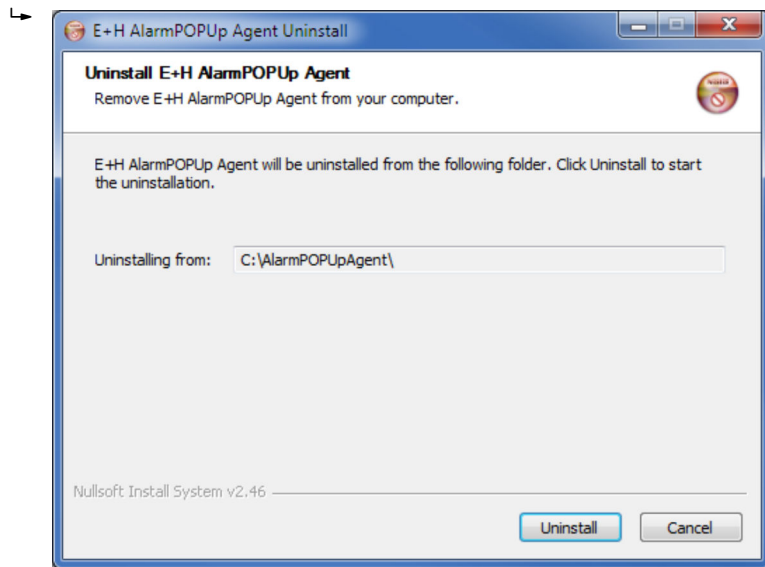 E+H AlarmPOPUp Agent Uninstall
Uninstall E+H AlarmPOPUp Agent
Remove E+H AlarmPOPUp Agent from your computer.
E+H AlarmPOPUp Agent will be uninstalled from the following folder. Click Uninstall to start
the uninstallation.
Uninstalling from: C:\AlarmPOPUpAgent\
Nullsoft Install System v2.46
Uninstall Cancel